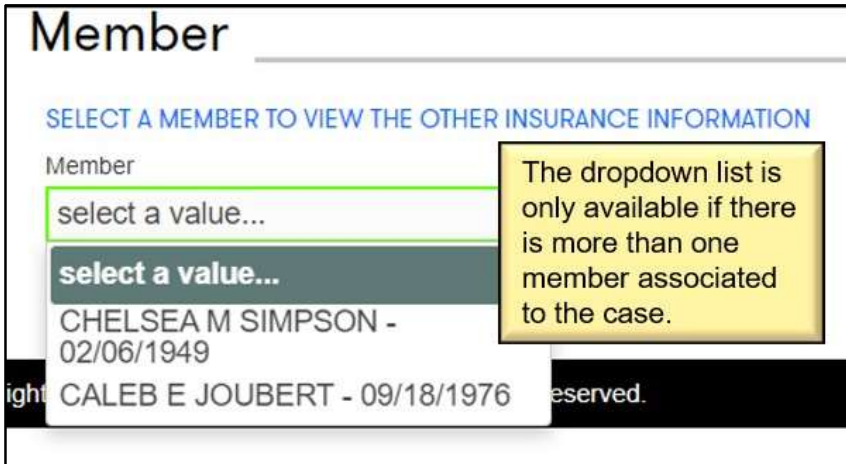 Member
SELECT A MEMBER TO VIEW THE OTHER INSURANCE INFORMATION
Member
select a value...
The dropdown list is
only available if there
is more than one
member associated
to the case.
select a value...
CHELSEA M SIMPSON -
02/06/1949
CALEB E JOUBERT - 09/18/1976
ight
eserved.